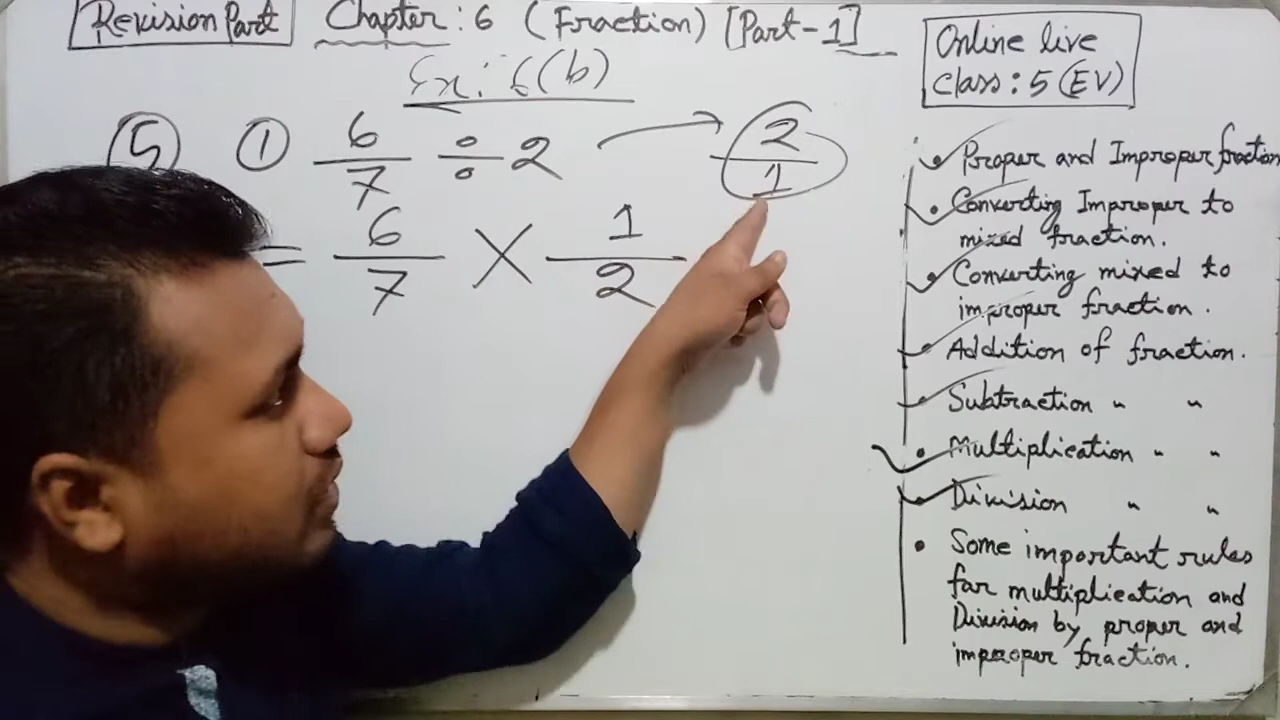 Revision Part
Chapter : 6 (Fraction) [Part-1]
Ex: 6(b)
5 1 6/7 ÷ 2 → 2/1
= 6/7 × 1/2
Online live
class : 5 (EV)
• Proper and Improper fraction
• Converting Improper to
mixed fraction.
• Converting mixed to
improper fraction.
• Addition of fraction.
• Subtraction " "
• Multiplication " "
• Division " "
• Some important rules
for multiplication and
Division by proper and
improper fraction.